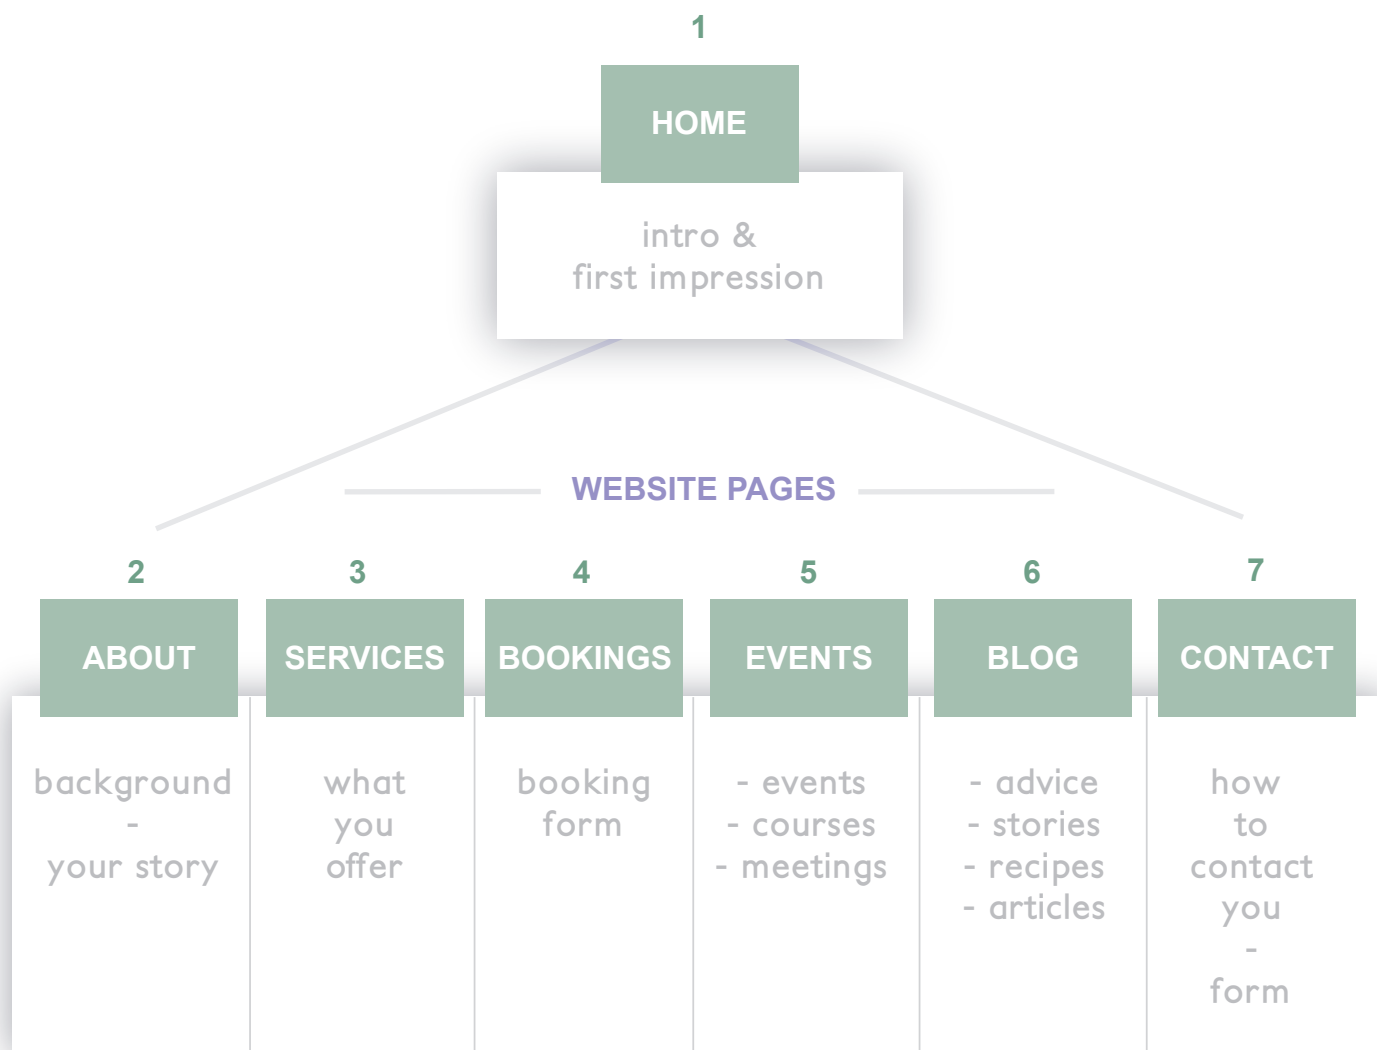 1
HOME
intro &
first impression
WEBSITE PAGES
2
ABOUT
background
-
your story
3
SERVICES
what
you
offer
4
BOOKINGS
booking
form
5
EVENTS
- events
- courses
- meetings
6
BLOG
- advice
- stories
- recipes
- articles
7
CONTACT
how
to
contact
you
-
form